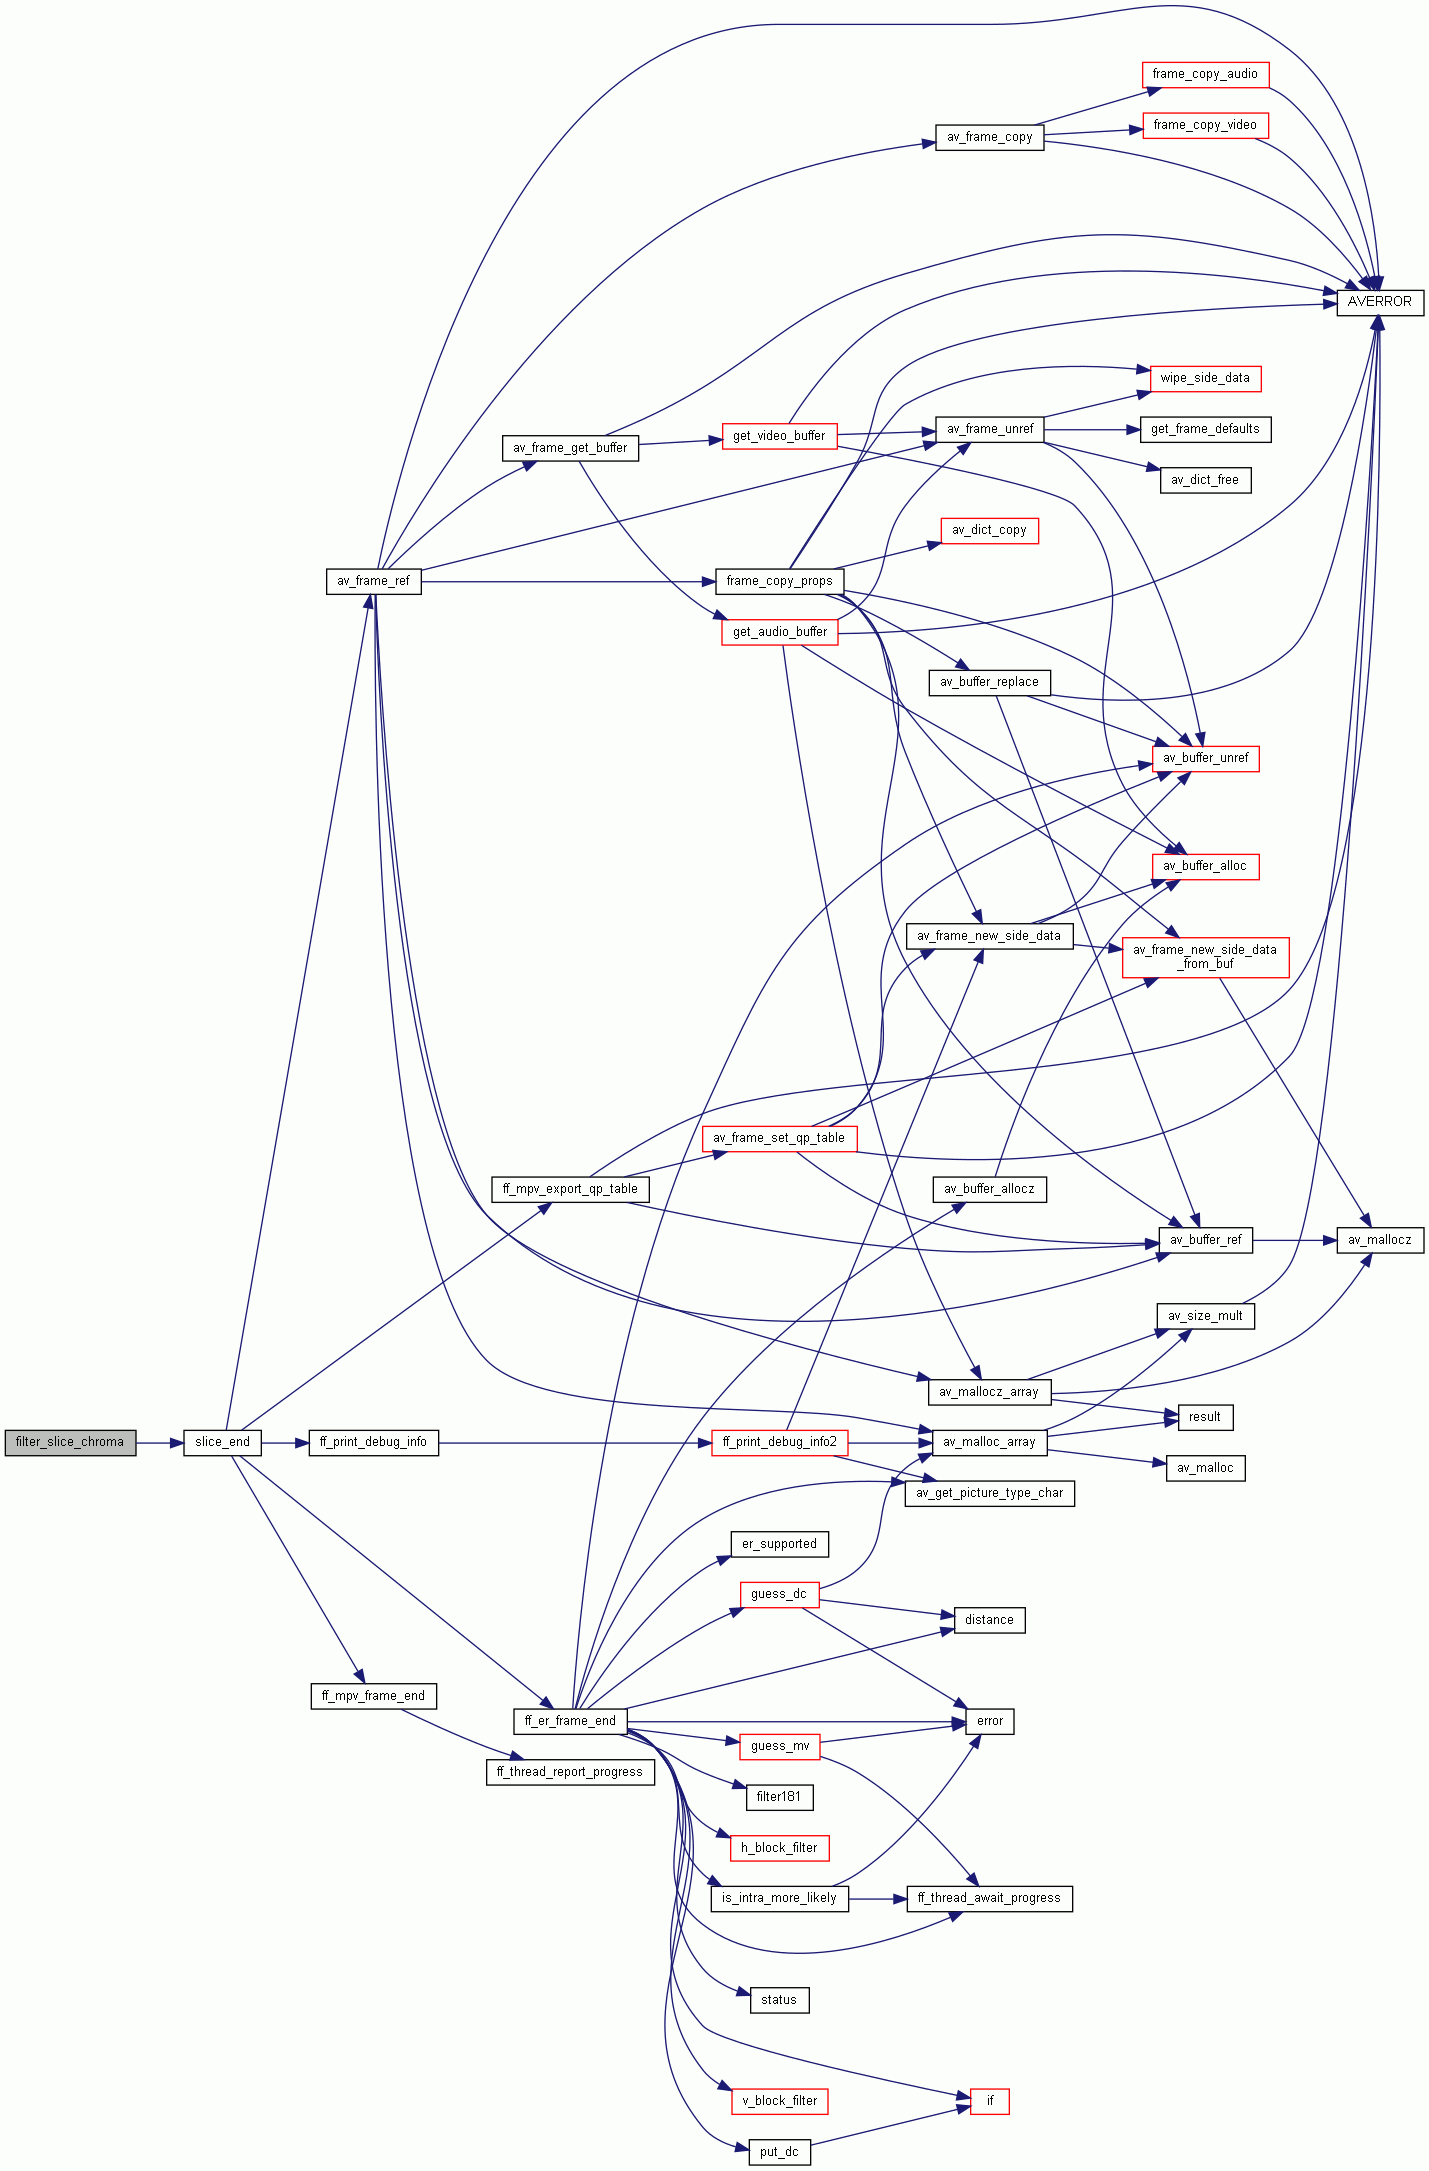 frame_copy_audio
frame_copy_video
av_frame_copy
AVERROR
wipe_side_data
get_video_buffer
av_frame_unref
get_frame_defaults
av_frame_get_buffer
av_dict_free
av_dict_copy
av_frame_ref
frame_copy_props
get_audio_buffer
av_buffer_replace
av_buffer_unref
av_buffer_alloc
av_frame_new_side_data
av_frame_new_side_data
_from_buf
av_frame_set_qp_table
ff_mpv_export_qp_table
av_buffer_allocz
av_buffer_ref
av_mallocz
av_size_mult
av_mallocz_array
result
filter_slice_chroma
slice_end
ff_print_debug_info
ff_print_debug_info2
av_malloc_array
av_malloc
av_get_picture_type_char
er_supported
guess_dc
distance
ff_mpv_frame_end
ff_er_frame_end
error
guess_mv
ff_thread_report_progress
filter181
h_block_filter
is_intra_more_likely
ff_thread_await_progress
status
v_block_filter
if
put_dc